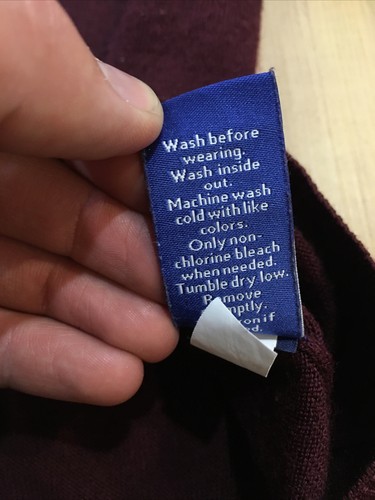 Wash before
wearing.
Wash inside
out.
Machine wash
cold with like
colors.
Only non-
chlorine bleach
when needed.
Tumble dry low.
Remove